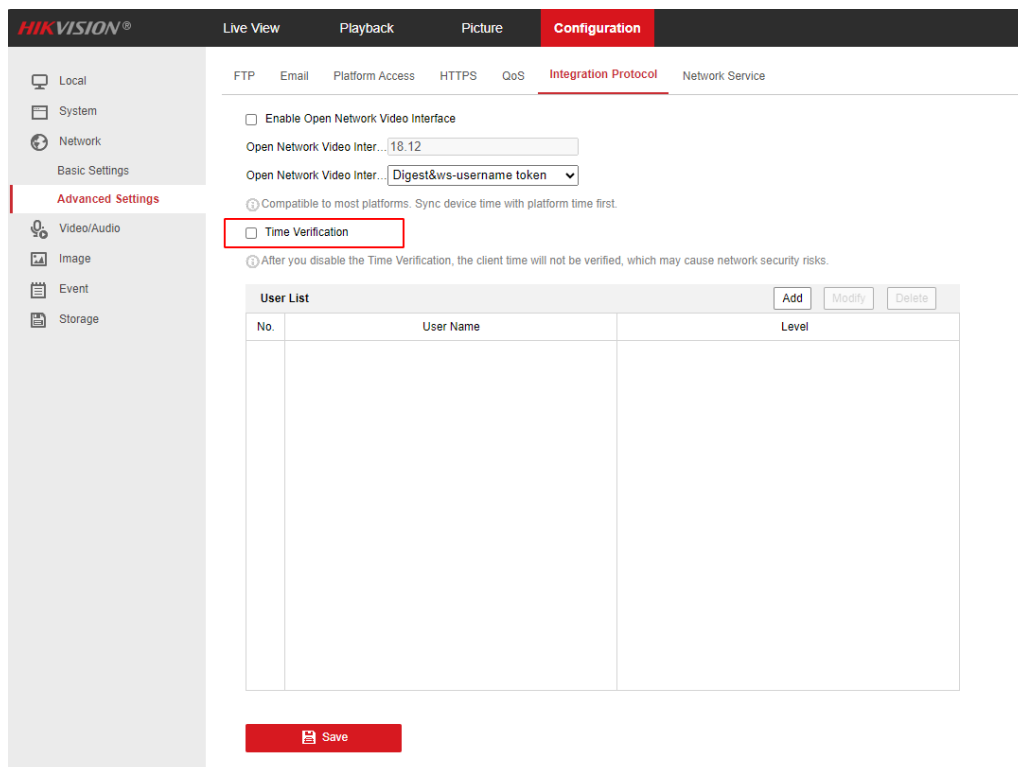 HIKVISION® Live View Playback Picture Configuration
Local
System
Network
Basic Settings
Advanced Settings
Video/Audio
Image
Event
Storage
FTP Email Platform Access HTTPS QoS Integration Protocol Network Service
Enable Open Network Video Interface
Open Network Video Inter... 18.12
Open Network Video Inter... Digest&ws-username token
Compatible to most platforms. Sync device time with platform time first.
Time Verification
After you disable the Time Verification, the client time will not be verified, which may cause network security risks.
User List Add Modify Delete
No. User Name Level
Save